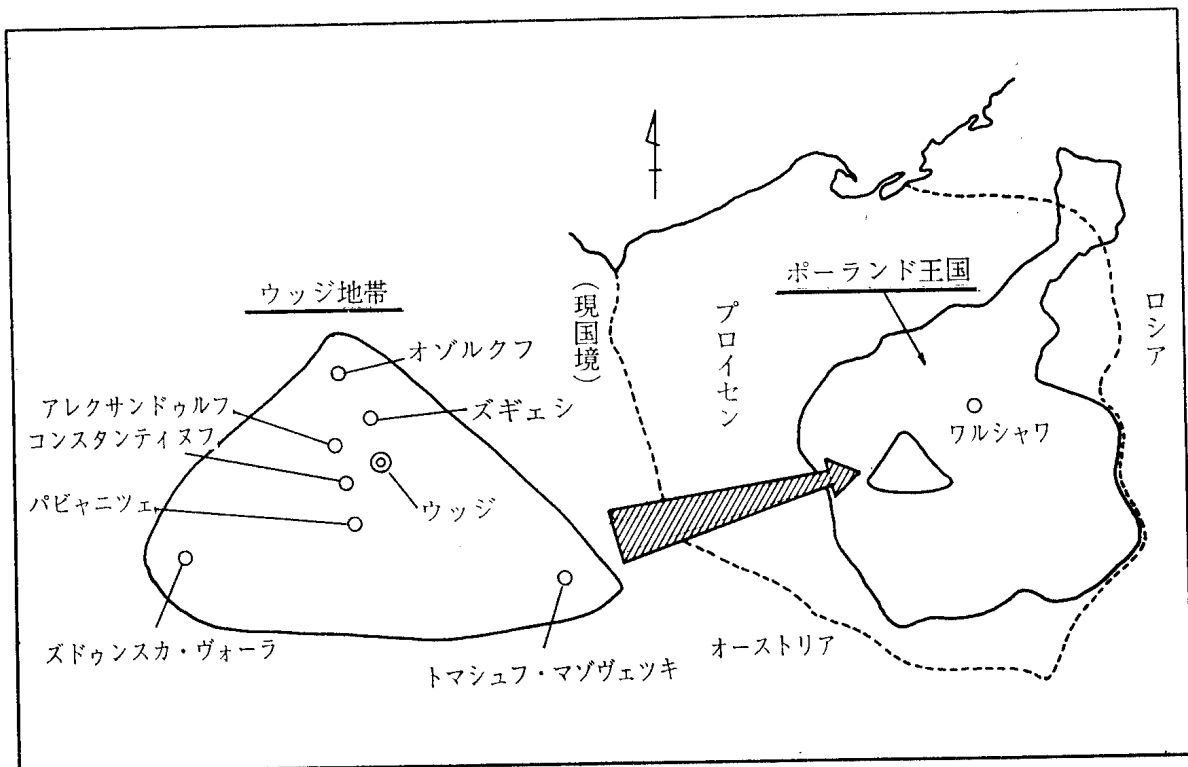 ウッジ地帯
オゾルクフ
アレクサンドゥルフ
ズギェシ
コンスタンティヌフ
パビャニツェ
ウッジ
ズドゥンスカ・ヴォーラ
トマシュフ・マゾヴェツキ
(現国境)
プロイセン
ポーランド王国
ワルシャワ
ロシア
オーストリア